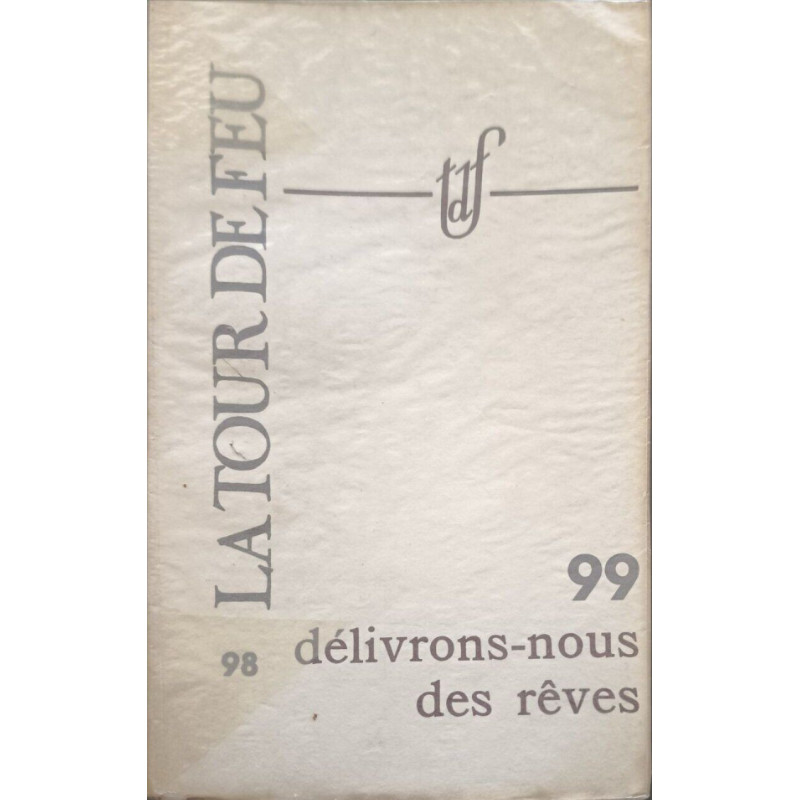 LA TOUR DE FEU
tdf
99
98
délivrons-nous
des rêves